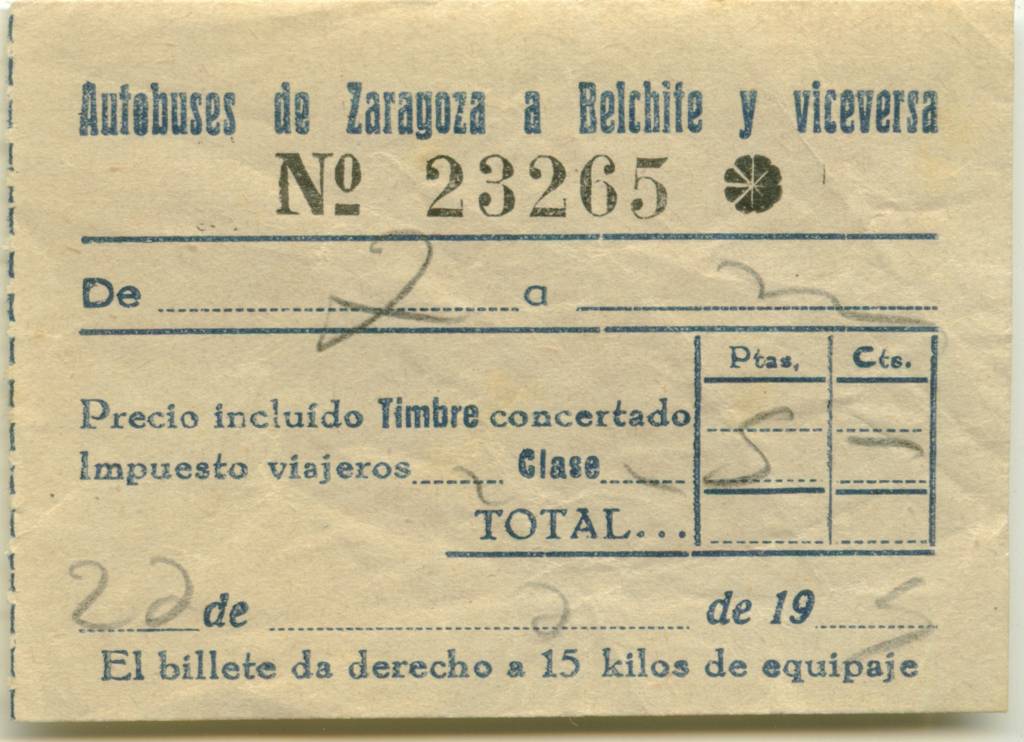 Autobuses de Zaragoza a Belchite y viceversa
Nº 23265
De a
Ptas. Cts.
Precio incluído Timbre concertado
Impuesto viajeros Clase 5 -
TOTAL...
22 de 2 de 19
El billete da derecho a 15 kilos de equipaje